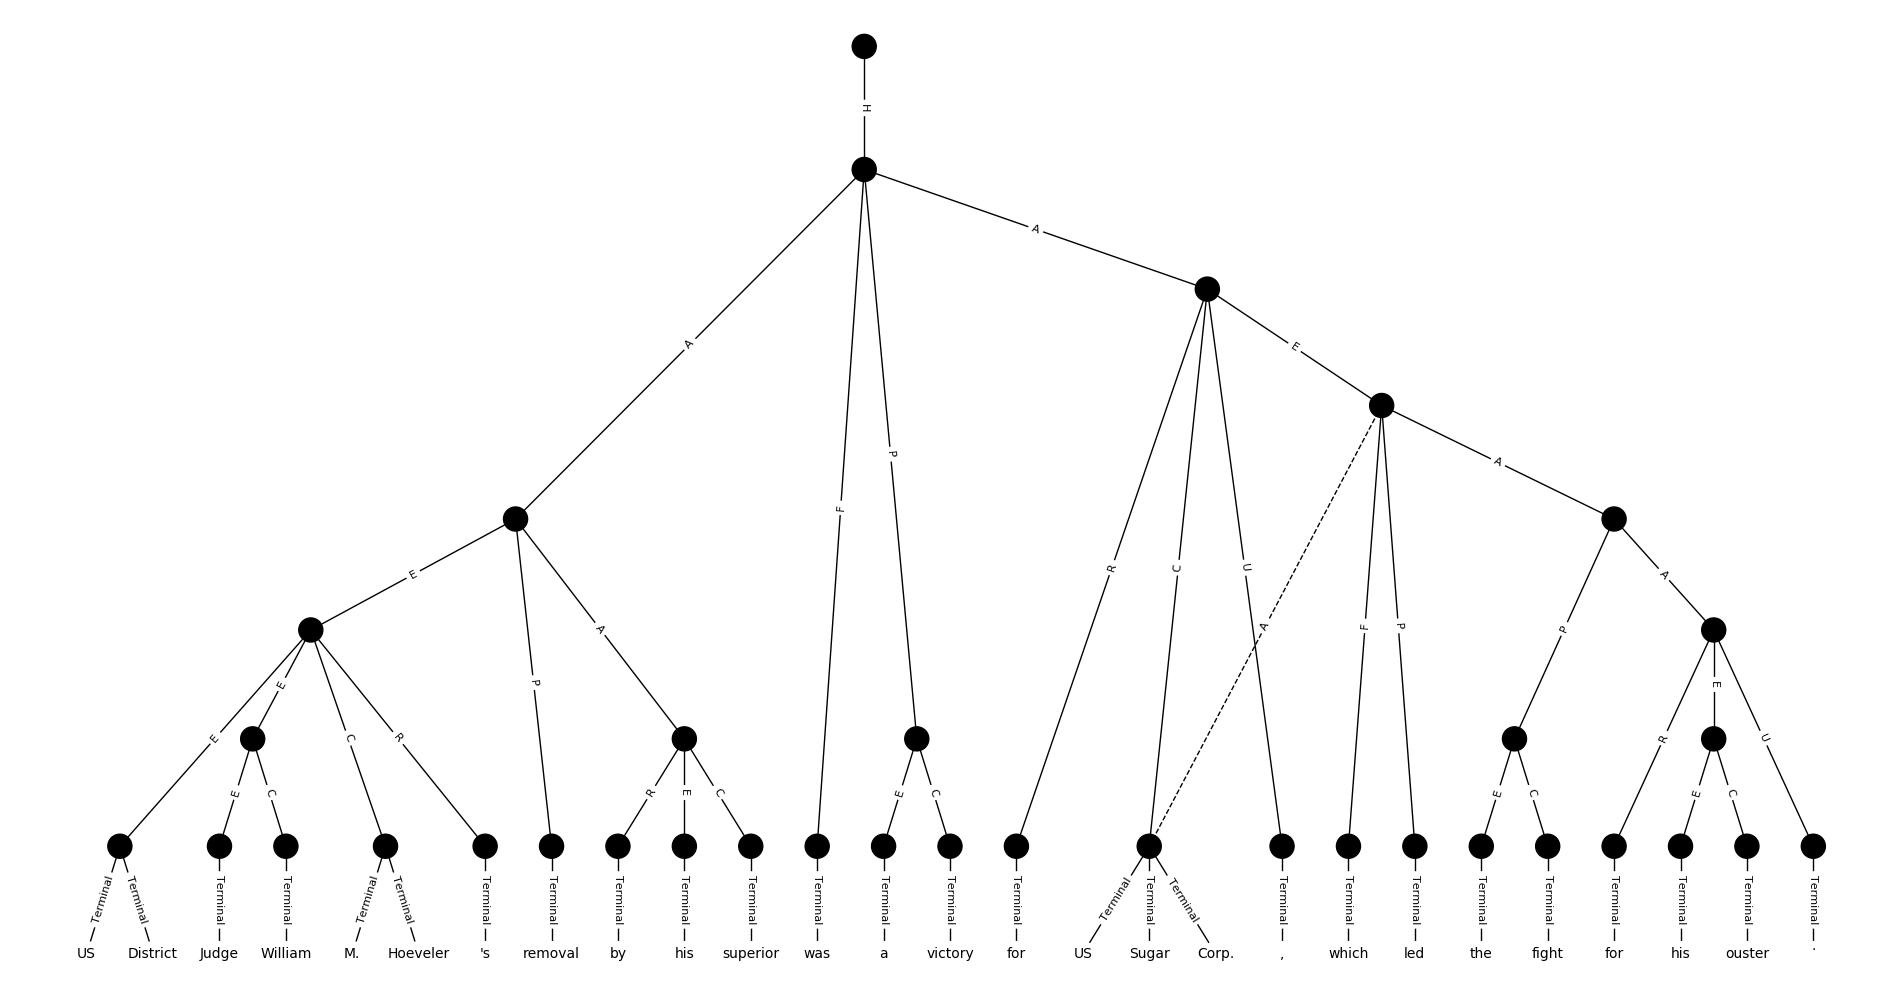 H
A
A
E
A
E
F
P
R
C
U
A
F
P
P
A
E
E
C
R
P
A
R
E
U
E
C
R
E
C
E
C
E
C
E
C
Terminal Terminal Terminal Terminal Terminal Terminal Terminal Terminal Terminal Terminal Terminal Terminal Terminal Terminal Terminal Terminal Terminal Terminal Terminal Terminal Terminal Terminal Terminal Terminal Terminal Terminal Terminal
US District Judge William M. Hoeveler 's removal by his superior was a victory for US Sugar Corp. , which led the fight for his ouster .